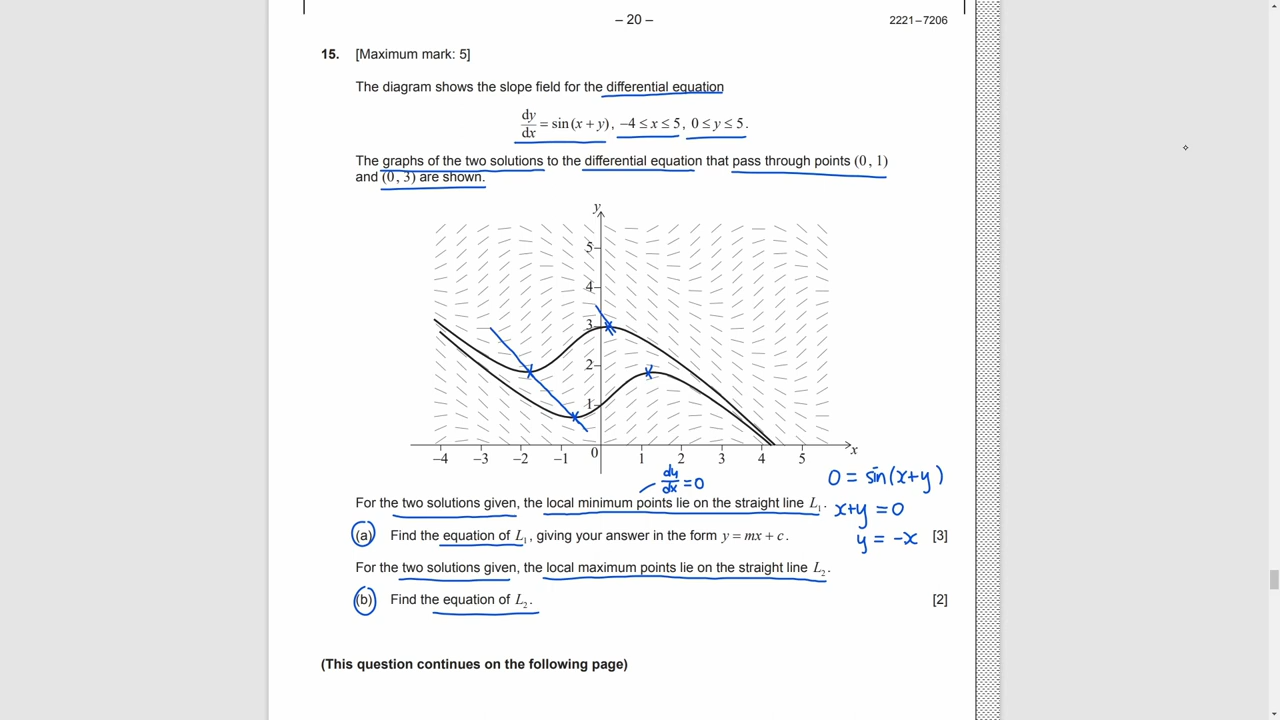 – 20 –
2221–7206
15. [Maximum mark: 5]
The diagram shows the slope field for the differential equation
dy/dx = sin(x + y), −4 ≤ x ≤ 5, 0 ≤ y ≤ 5.
The graphs of the two solutions to the differential equation that pass through points (0, 1)
and (0, 3) are shown.
y
5
4
3
2
1
−4 −3 −2 −1 0 1 2 3 4 5 x
dy/dx = 0
0 = sin(x+y)
For the two solutions given, the local minimum points lie on the straight line L₁.
x+y = 0
(a) Find the equation of L₁, giving your answer in the form y = mx + c. [3]
y = -x
For the two solutions given, the local maximum points lie on the straight line L₂.
(b) Find the equation of L₂. [2]
(This question continues on the following page)